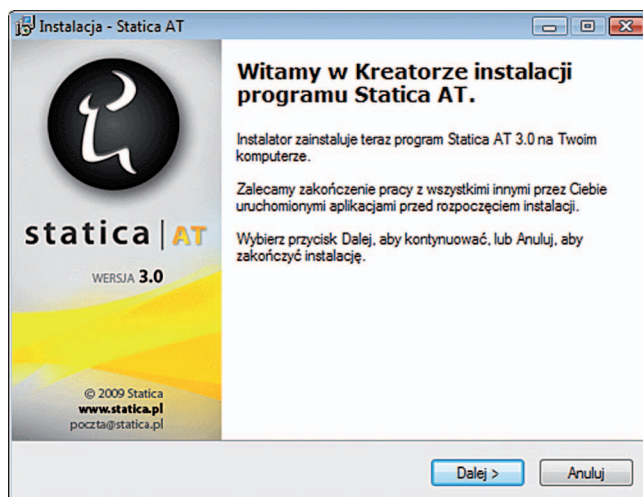 Instalacja - Statica AT
statica | AT
WERSJA 3.0
© 2009 Statica
www.statica.pl
poczta@statica.pl
Witamy w Kreatorze instalacji
programu Statica AT.
Instalator zainstaluje teraz program Statica AT 3.0 na Twoim
komputerze.
Zalecamy zakończenie pracy z wszystkimi innymi przez Ciebie
uruchomionymi aplikacjami przed rozpoczęciem instalacji.
Wybierz przycisk Dalej, aby kontynuować, lub Anuluj, aby
zakończyć instalację.
Dalej >
Anuluj